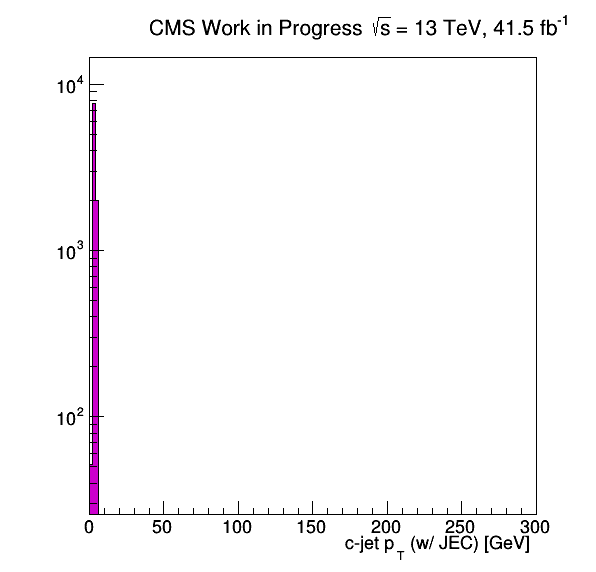 CMS Work in Progress √s = 13 TeV, 41.5 fb⁻¹
10⁴
10³
10²
0 50 100 150 200 250 300
c-jet p_T (w/ JEC) [GeV]